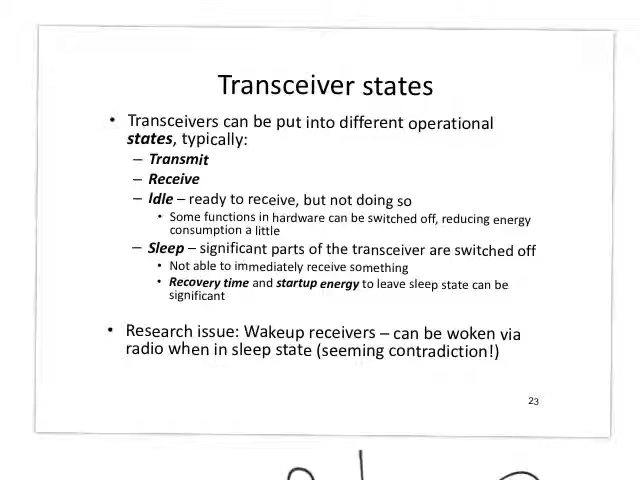 Transceiver states
• Transceivers can be put into different operational
states, typically:
– Transmit
– Receive
– Idle – ready to receive, but not doing so
• Some functions in hardware can be switched off, reducing energy
consumption a little
– Sleep – significant parts of the transceiver are switched off
• Not able to immediately receive something
• Recovery time and startup energy to leave sleep state can be
significant
• Research issue: Wakeup receivers – can be woken via
radio when in sleep state (seeming contradiction!)
23